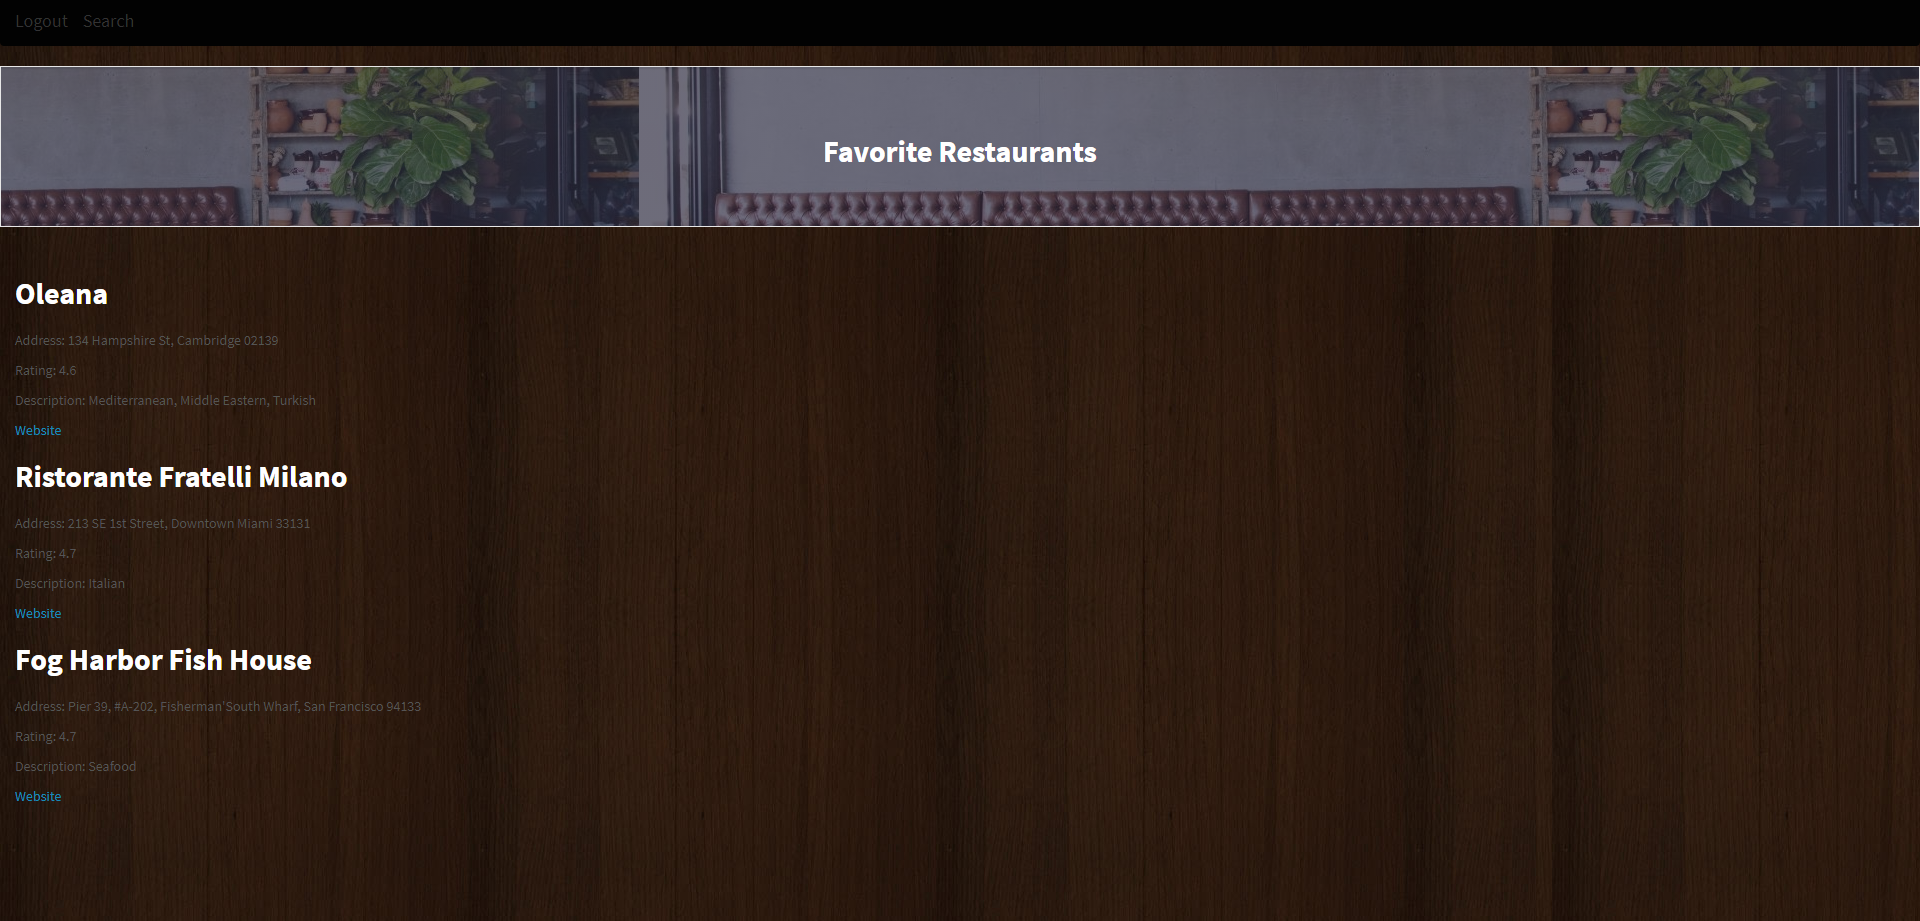 Logout Search
Favorite Restaurants
Oleana
Address: 134 Hampshire St, Cambridge 02139
Rating: 4.6
Description: Mediterranean, Middle Eastern, Turkish
Website
Ristorante Fratelli Milano
Address: 213 SE 1st Street, Downtown Miami 33131
Rating: 4.7
Description: Italian
Website
Fog Harbor Fish House
Address: Pier 39, #A-202, Fisherman'South Wharf, San Francisco 94133
Rating: 4.7
Description: Seafood
Website